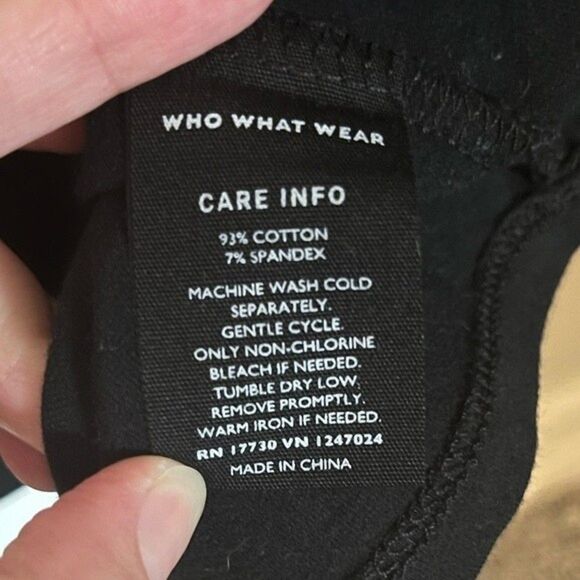 WHO WHAT WEAR
CARE INFO
93% COTTON
7% SPANDEX
MACHINE WASH COLD
SEPARATELY.
GENTLE CYCLE.
ONLY NON-CHLORINE
BLEACH IF NEEDED.
TUMBLE DRY LOW.
REMOVE PROMPTLY.
WARM IRON IF NEEDED.
RN 17730 VN 1247024
MADE IN CHINA